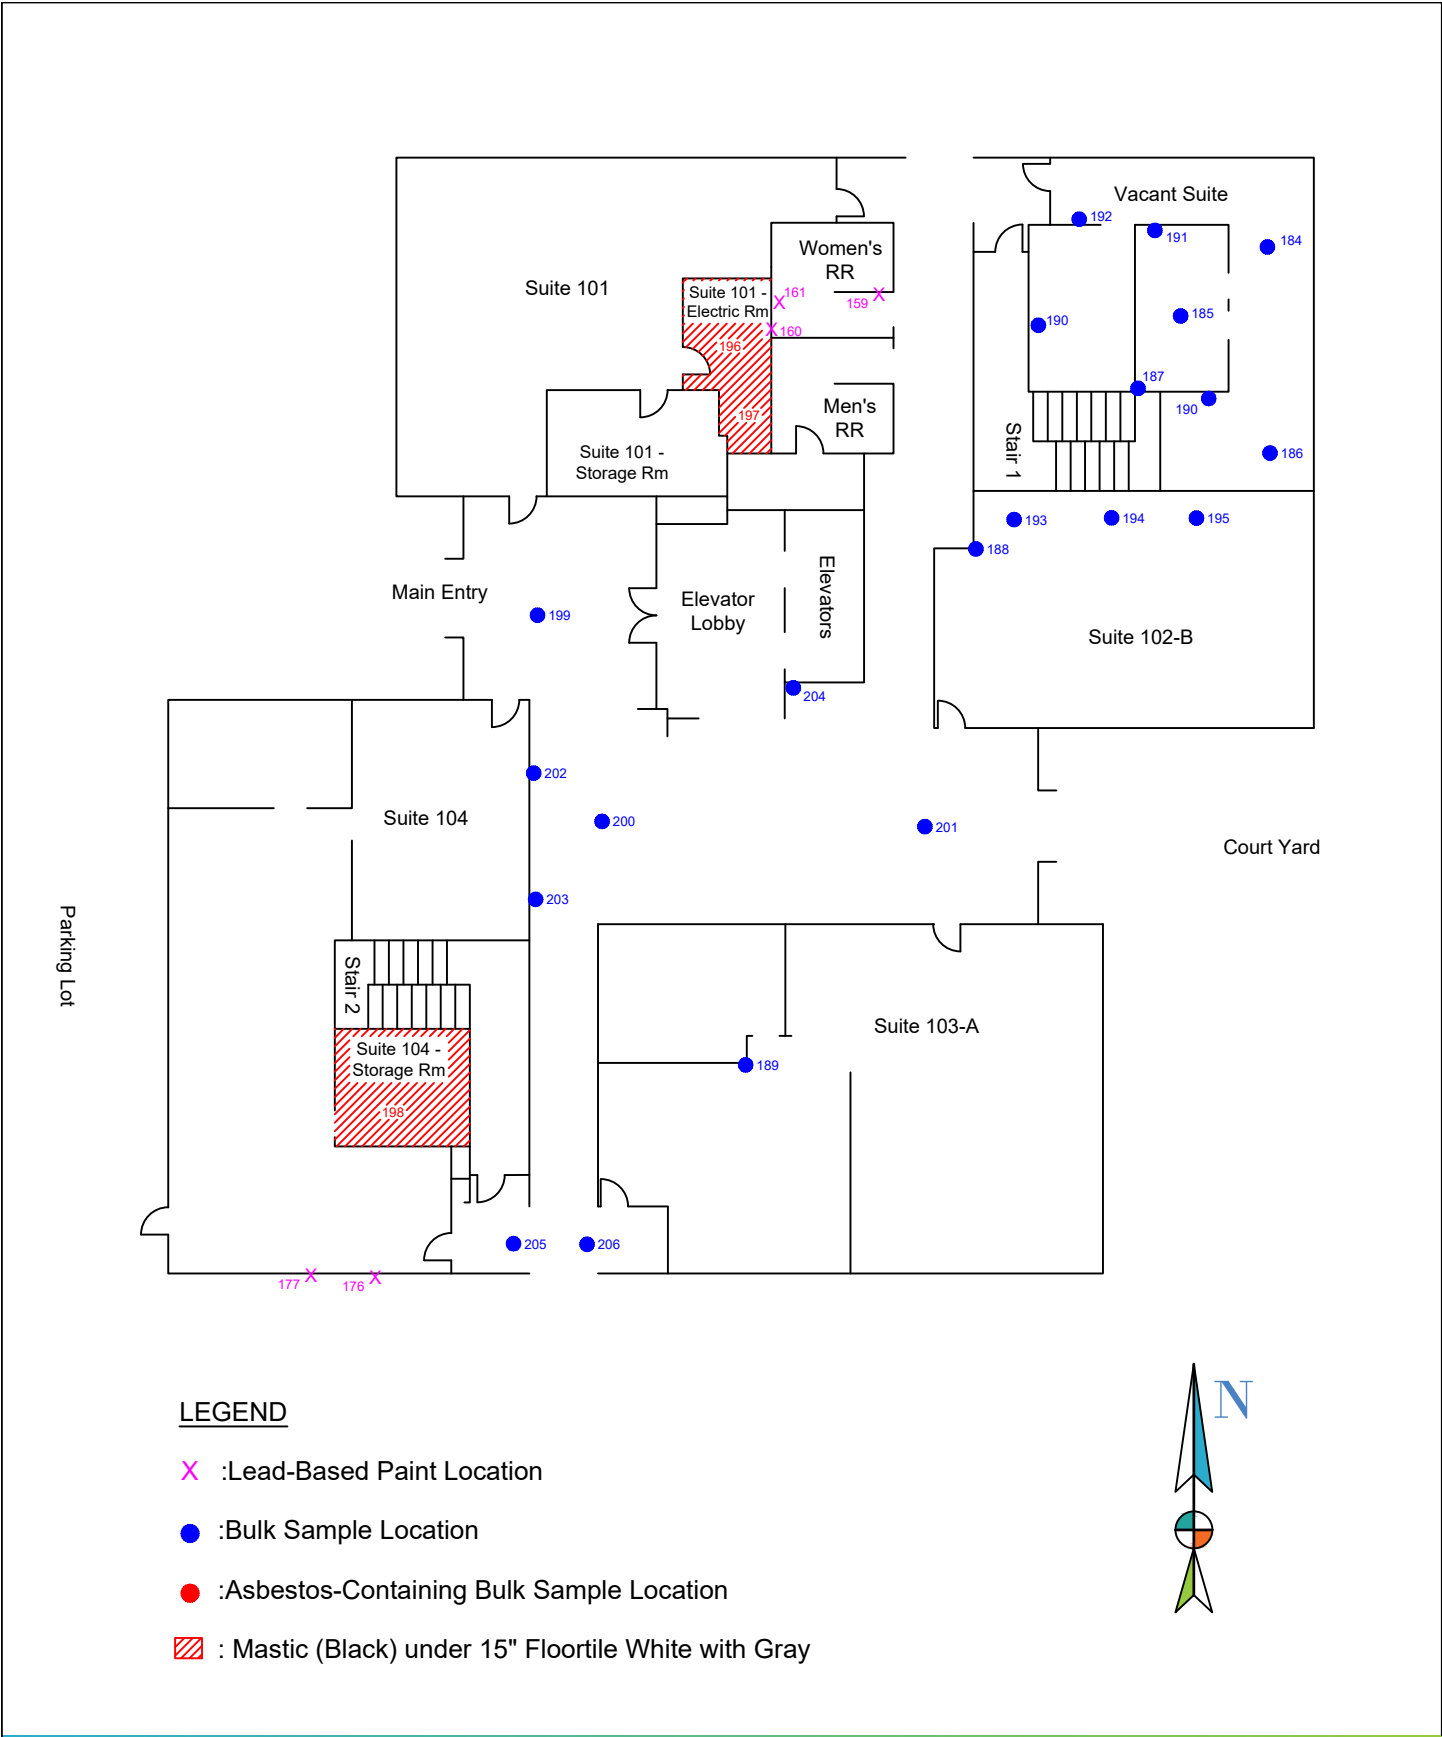 Vacant Suite
192
191
184
Women's
RR
Suite 101
Suite 101 -
Electric Rm
161
159
160
196
190
185
187
190
197
Men's
RR
Stair 1
186
Suite 101 -
Storage Rm
193
194
195
188
Main Entry
199
Elevator
Lobby
Elevators
Suite 102-B
204
202
Suite 104
200
201
Court Yard
203
Parking Lot
Stair 2
Suite 103-A
Suite 104 -
Storage Rm
189
198
205
206
177
176
LEGEND
N
X :Lead-Based Paint Location
:Bulk Sample Location
:Asbestos-Containing Bulk Sample Location
: Mastic (Black) under 15" Floortile White with Gray